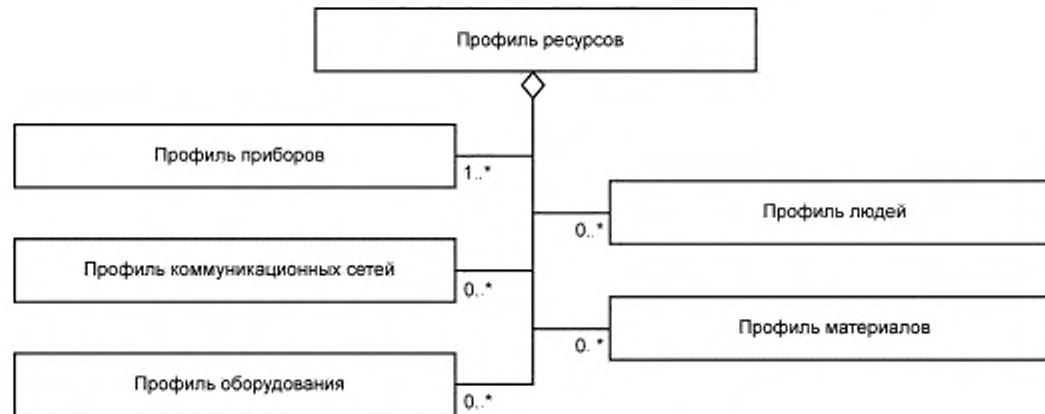 Профиль ресурсов
Профиль приборов
1..*
Профиль людей
0..*
Профиль коммуникационных сетей
0..*
Профиль материалов
0..*
Профиль оборудования
0..*